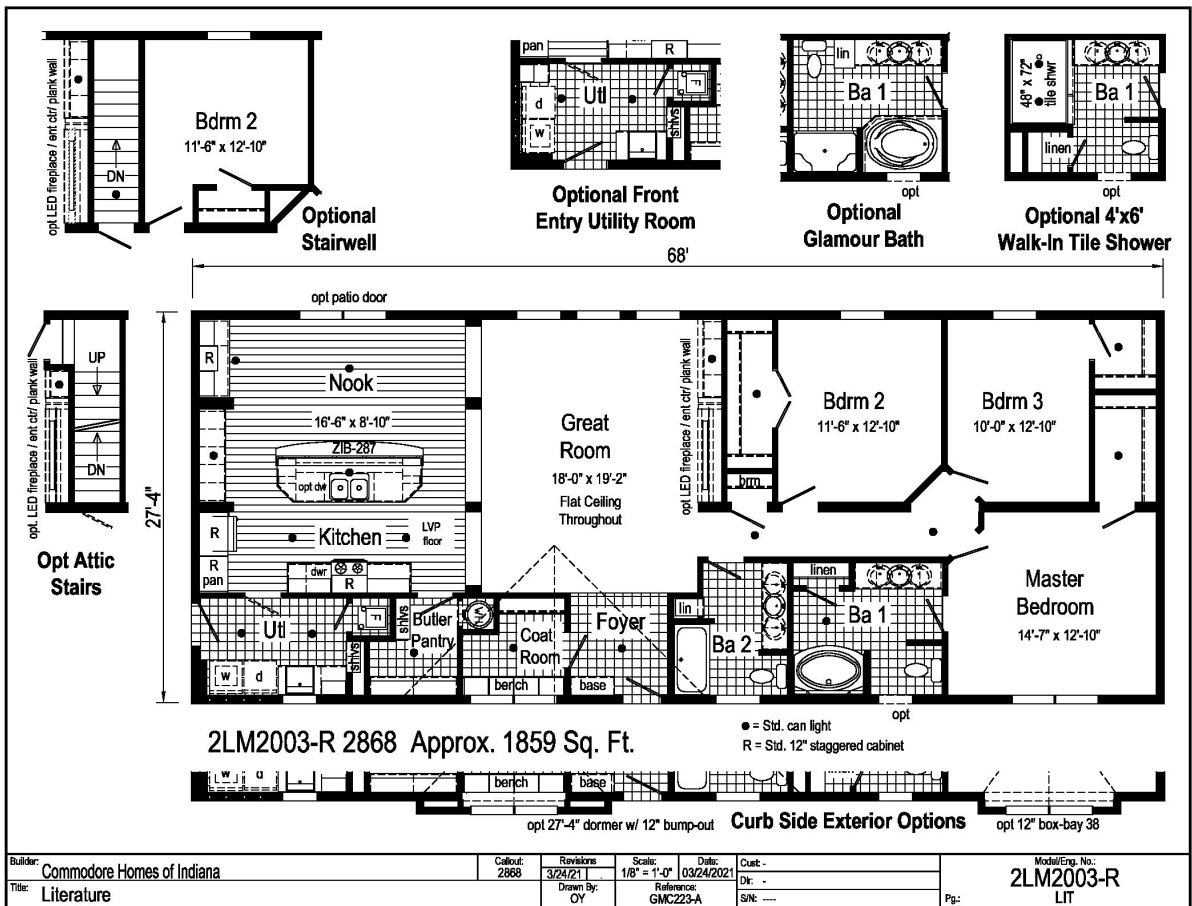 opt LED fireplace / ent ctr / plank wall
DN
Bdrm 2
11'-6" x 12'-10"
Optional
Stairwell
pan
R
Utl
F
d
w
shlvs
Optional Front
Entry Utility Room
lin
Ba 1
opt
Optional
Glamour Bath
48" x 72"
tile shwr
Ba 1
linen
opt
Optional 4'x6'
Walk-In Tile Shower
68'
27'-4"
opt patio door
opt. LED fireplace / ent ctr/ plank wall
UP
DN
Opt Attic
Stairs
R
Nook
16'-6" x 8'-10"
ZIB-287
opt dw
Kitchen
LVP
floor
R
R
pan
dwr
R
Great
Room
18'-0" x 19'-2"
Flat Ceiling
Throughout
opt LED fireplace / ent ctr/ plank wall
brm
Bdrm 2
11'-6" x 12'-10"
Bdrm 3
10'-0" x 12'-10"
Master
Bedroom
14'-7" x 12'-10"
Utl
F
shlvs
w
d
shlvs
Butler
Pantry
WH
Coat
Room
bench
Foyer
base
lin
Ba 2
linen
Ba 1
opt
2LM2003-R 2868 Approx. 1859 Sq. Ft.
● = Std. can light
R = Std. 12" staggered cabinet
w
d
bench
base
linen
opt 27'-4" dormer w/ 12" bump-out
Curb Side Exterior Options
opt 12" box-bay 38
Builder: Commodore Homes of Indiana
Title: Literature
Callout:
2868
Revisions
3/24/21
Drawn By:
OY
Scale:
1/8" = 1'-0"
Date:
03/24/2021
Reference:
GMC223-A
Cust: -
Dlr: -
S/N: ----
Model/Eng. No.:
2LM2003-R
Pg.: LIT